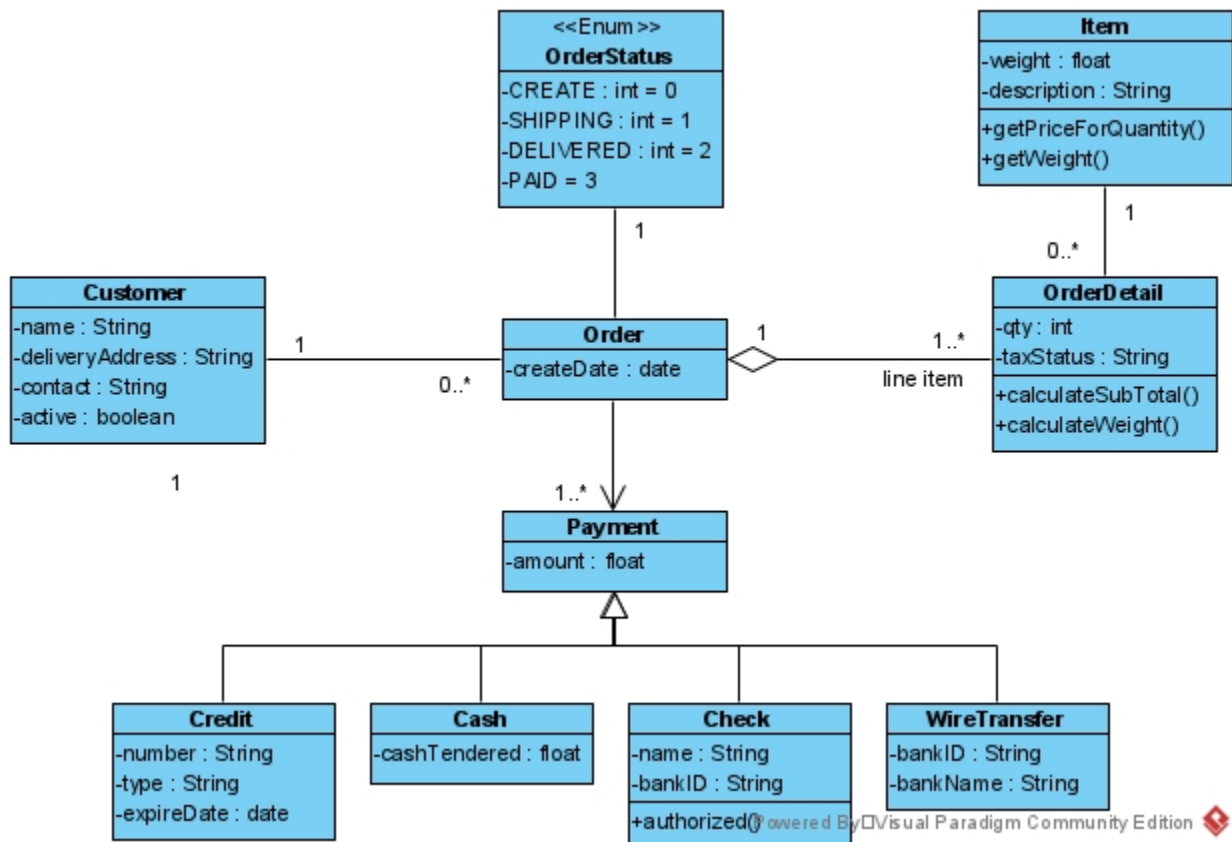 <<Enum>>
OrderStatus
-CREATE : int = 0
-SHIPPING : int = 1
-DELIVERED : int = 2
-PAID = 3
Item
-weight : float
-description : String
+getPriceForQuantity()
+getWeight()
1
1
0..*
Customer
-name : String
-deliveryAddress : String
-contact : String
-active : boolean
1
0..*
Order
-createDate : date
1
1..*
line item
OrderDetail
-qty : int
-taxStatus : String
+calculateSubTotal()
+calculateWeight()
1
1..*
Payment
-amount : float
Credit
-number : String
-type : String
-expireDate : date
Cash
-cashTendered : float
Check
-name : String
-bankID : String
+authorized()
WireTransfer
-bankID : String
-bankName : String
Powered By□Visual Paradigm Community Edition